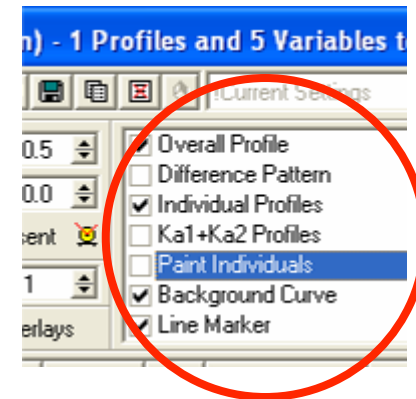 n) - 1 Profiles and 5 Variables t
!Current Settings
0.5
Overall Profile
Difference Pattern
0.0
Individual Profiles
sent
Ka1+Ka2 Profiles
Paint Individuals
1
Background Curve
erlays
Line Marker